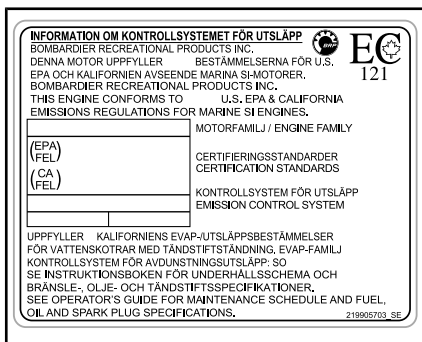 INFORMATION OM KONTROLLSYSTEMET FÖR UTSLÄPP
BRP
EC
121
BOMBARDIER RECREATIONAL PRODUCTS INC.
DENNA MOTOR UPPFYLLER BESTÄMMELSERNA FÖR U.S.
EPA OCH KALIFORNIEN AVSEENDE MARINA SI-MOTORER.
BOMBARDIER RECREATIONAL PRODUCTS INC.
THIS ENGINE CONFORMS TO U.S. EPA & CALIFORNIA
EMISSIONS REGULATIONS FOR MARINE SI ENGINES.
MOTORFAMILJ / ENGINE FAMILY
(EPA FEL)
CERTIFIERINGSSTANDARDER
CERTIFICATION STANDARDS
(CA FEL)
KONTROLLSYSTEM FÖR UTSLÄPP
EMISSION CONTROL SYSTEM
UPPFYLLER KALIFORNIENS EVAP-/UTSLÄPPSBESTÄMMELSER
FÖR VATTENSKOTRAR MED TÄNDSTIFTSTÄNDNING, EVAP-FAMILJ
KONTROLLSYSTEM FÖR AVDUNSTNINGSUTSLÄPP: SO
SE INSTRUKTIONSBOKEN FÖR UNDERHÅLLSSCHEMA OCH
BRÄNSLE-, OLJE- OCH TÄNDSTIFTSSPECIFIKATIONER.
SEE OPERATOR'S GUIDE FOR MAINTENANCE SCHEDULE AND FUEL,
OIL AND SPARK PLUG SPECIFICATIONS.
219905703_SE